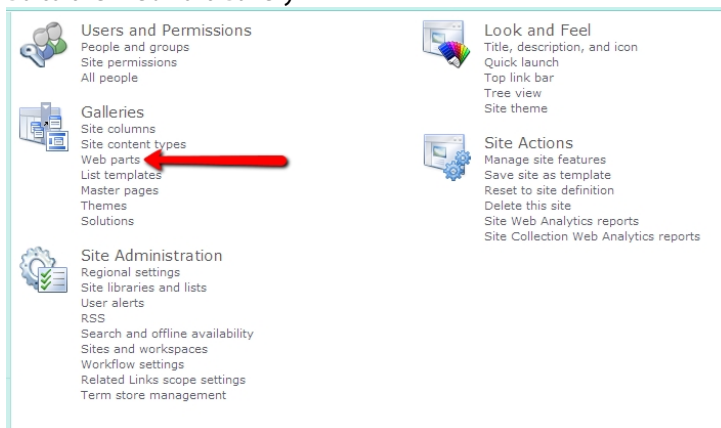 Users and Permissions
People and groups
Site permissions
All people
Galleries
Site columns
Site content types
Web parts
List templates
Master pages
Themes
Solutions
Site Administration
Regional settings
Site libraries and lists
User alerts
RSS
Search and offline availability
Sites and workspaces
Workflow settings
Related Links scope settings
Term store management
Look and Feel
Title, description, and icon
Quick launch
Top link bar
Tree view
Site theme
Site Actions
Manage site features
Save site as template
Reset to site definition
Delete this site
Site Web Analytics reports
Site Collection Web Analytics reports